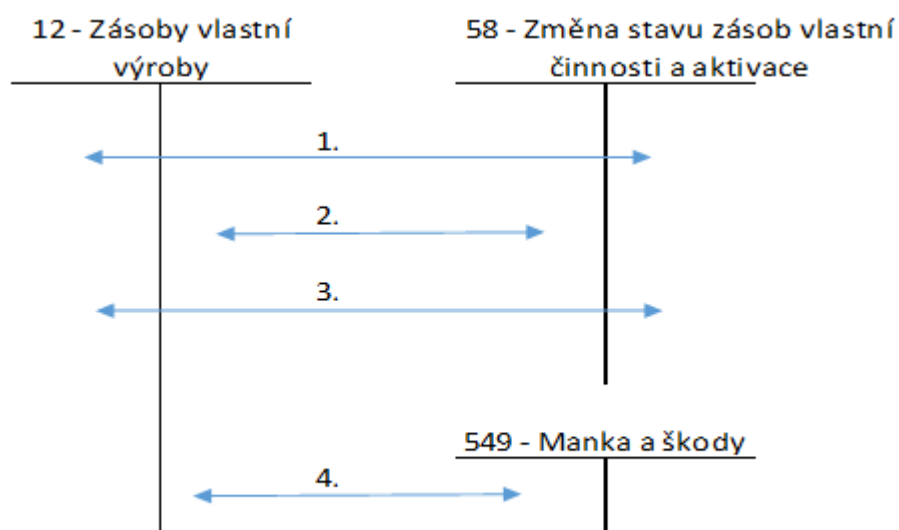 12 - Zásoby vlastní
výroby
58 - Změna stavu zásob vlastní
činnosti a aktivace
1.
2.
3.
549 - Manka a škody
4.